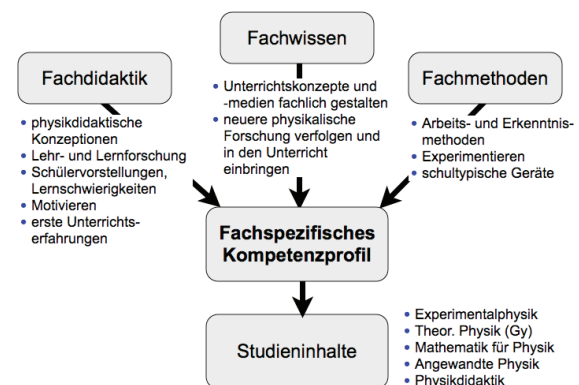 Fachwissen
Fachdidaktik
Fachmethoden
• Unterrichtskonzepte und
-medien fachlich gestalten
• neuere physikalische
Forschung verfolgen und
in den Unterricht
einbringen
• physikdidaktische
Konzeptionen
• Lehr- und Lernforschung
• Schülervorstellungen,
Lernschwierigkeiten
• Motivieren
• erste Unterrichts-
erfahrungen
• Arbeits- und Erkenntnis-
methoden
• Experimentieren
• schultypische Geräte
Fachspezifisches
Kompetenzprofil
Studieninhalte
• Experimentalphysik
• Theor. Physik (Gy)
• Mathematik für Physik
• Angewandte Physik
• Physikdidaktik